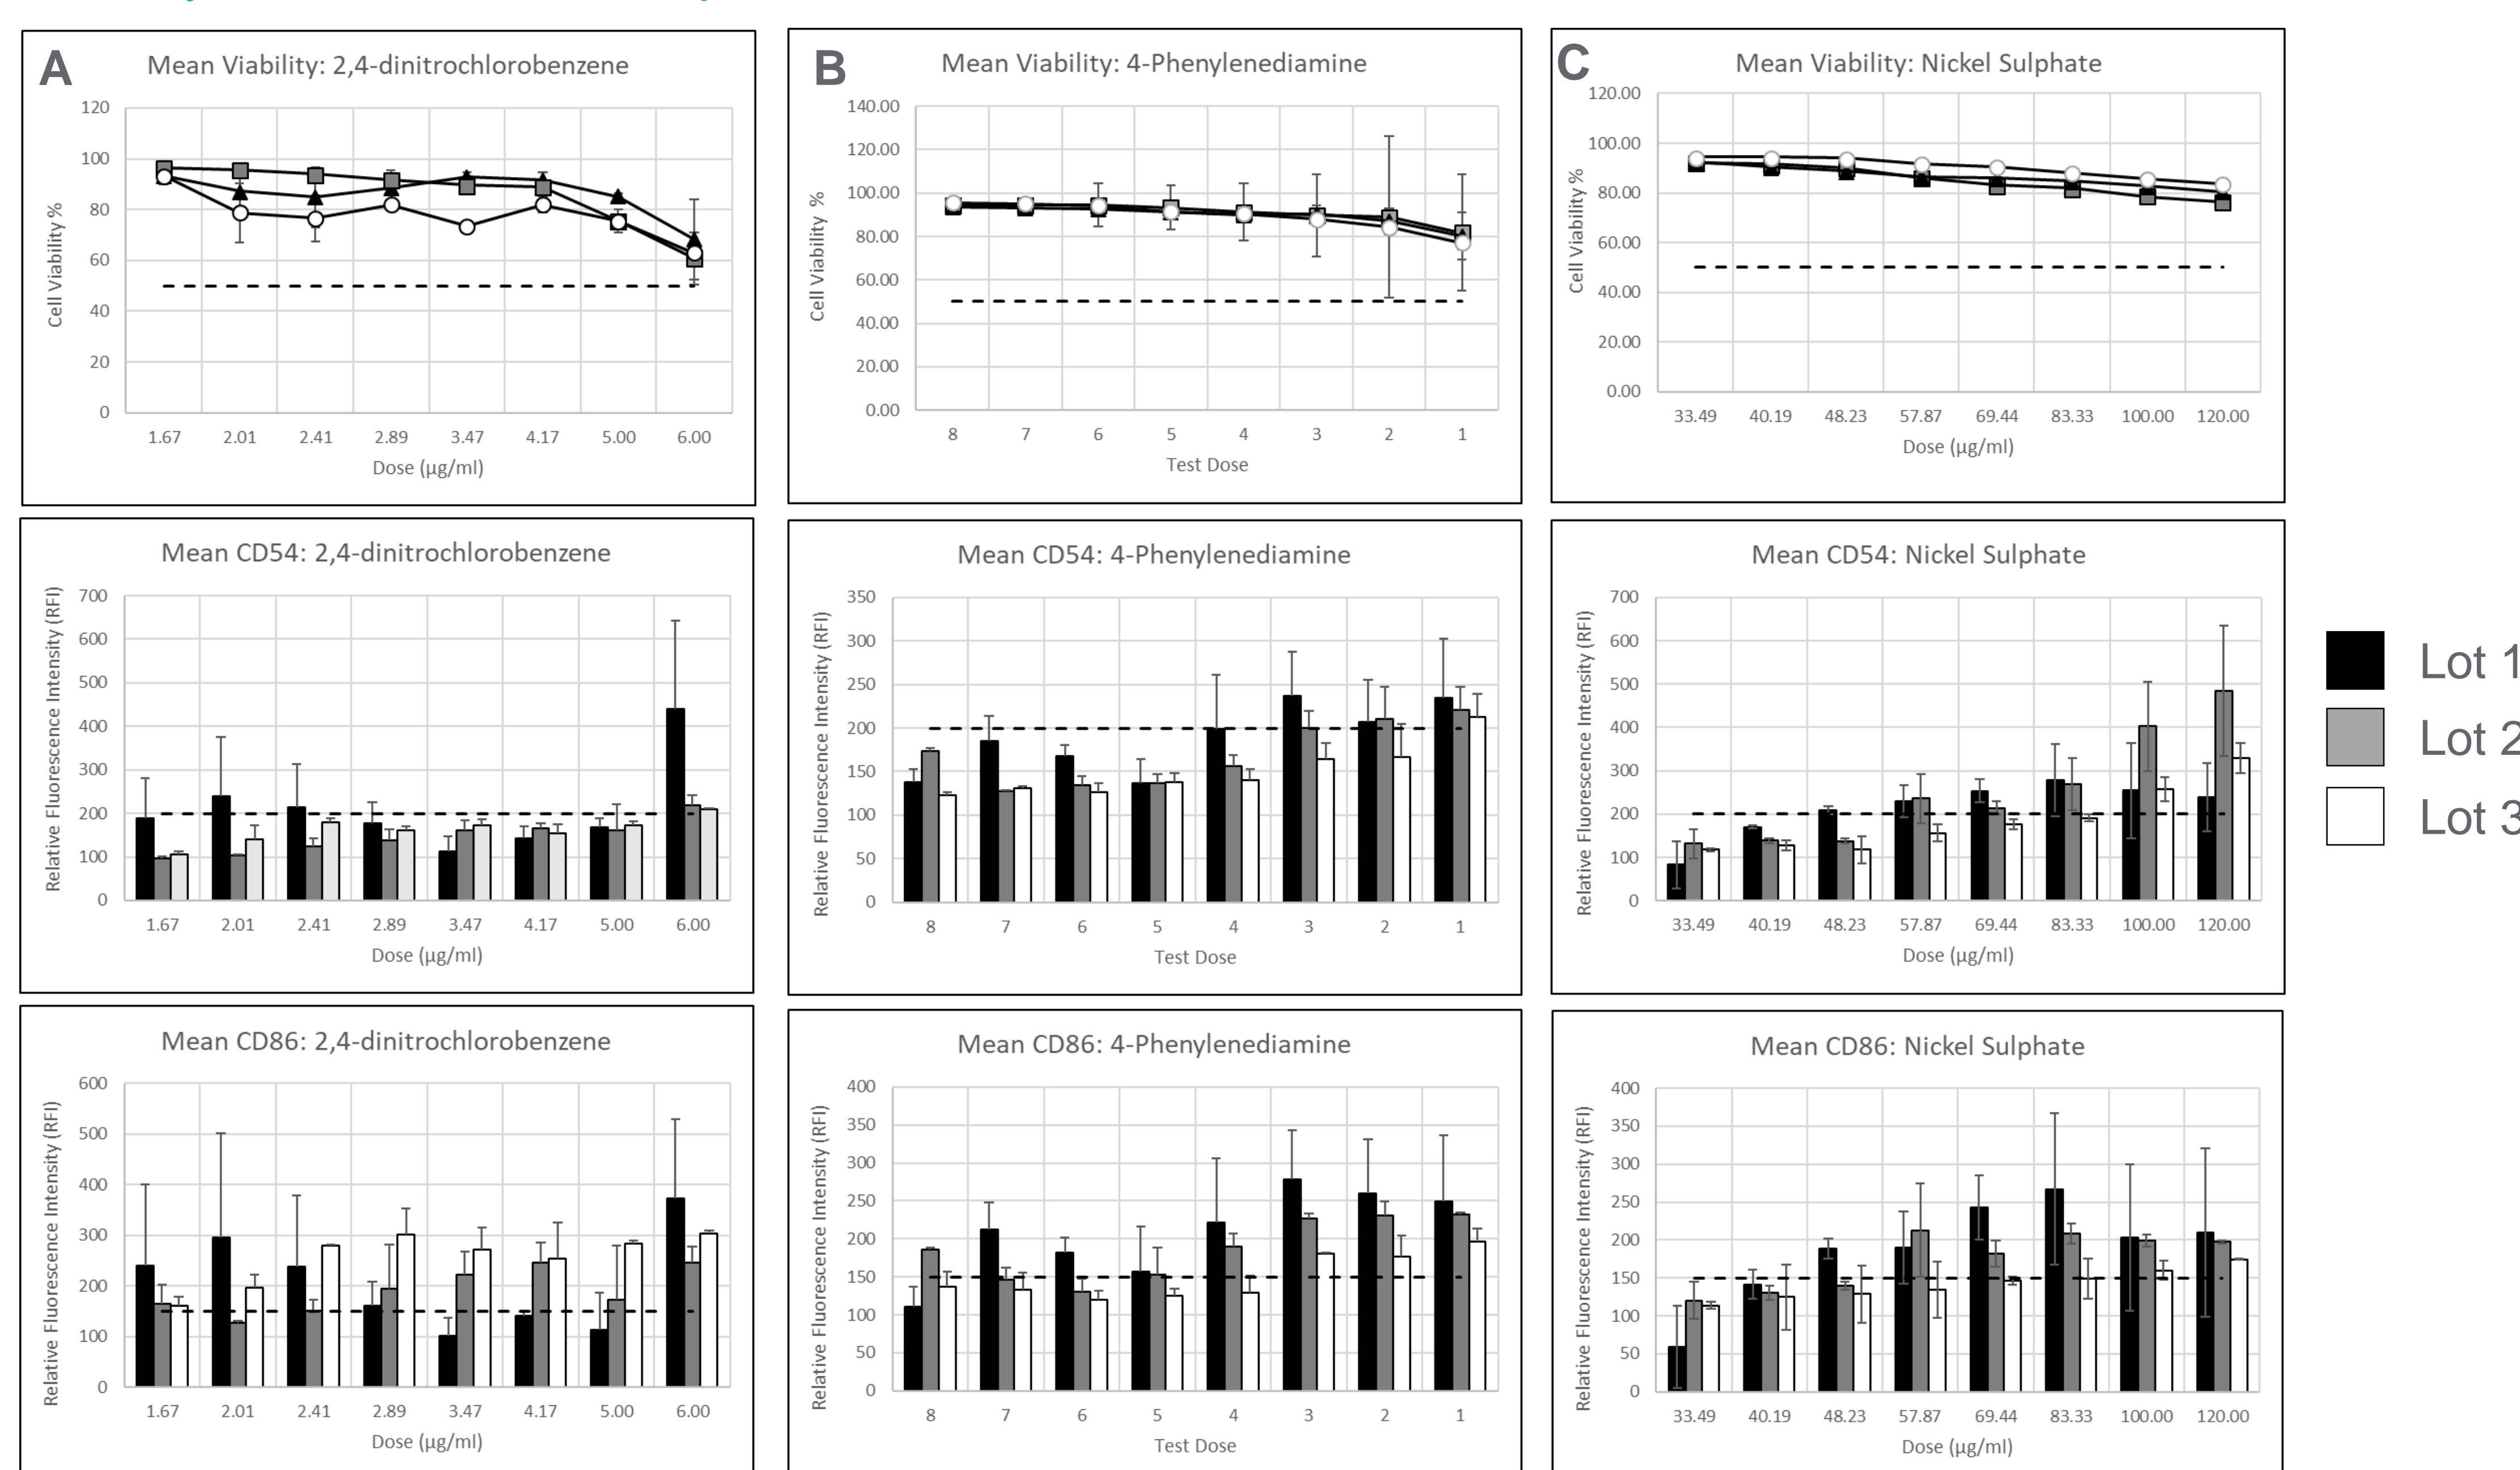 A
Mean Viability: 2,4-dinitrochlorobenzene
Cell Viability %
120
100
80
60
40
20
0
1.67 2.01 2.41 2.89 3.47 4.17 5.00 6.00
Dose (μg/ml)
B
Mean Viability: 4-Phenylenediamine
Cell Viability %
140.00
120.00
100.00
80.00
60.00
40.00
20.00
0.00
8 7 6 5 4 3 2 1
Test Dose
C
Mean Viability: Nickel Sulphate
Cell Viability %
120.00
100.00
80.00
60.00
40.00
20.00
0.00
33.49 40.19 48.23 57.87 69.44 83.33 100.00 120.00
Dose (μg/ml)
Mean CD54: 2,4-dinitrochlorobenzene
Relative Fluorescence Intensity (RFI)
700
600
500
400
300
200
100
0
1.67 2.01 2.41 2.89 3.47 4.17 5.00 6.00
Dose (μg/ml)
Mean CD54: 4-Phenylenediamine
Relative Fluorescence Intensity (RFI)
350
300
250
200
150
100
50
0
8 7 6 5 4 3 2 1
Test Dose
Mean CD54: Nickel Sulphate
Relative Fluorescence Intensity (RFI)
700
600
500
400
300
200
100
0
33.49 40.19 48.23 57.87 69.44 83.33 100.00 120.00
Dose (μg/ml)
Lot 1
Lot 2
Lot 3
Mean CD86: 2,4-dinitrochlorobenzene
Relative Fluorescence Intensity (RFI)
600
500
400
300
200
100
0
1.67 2.01 2.41 2.89 3.47 4.17 5.00 6.00
Dose (μg/ml)
Mean CD86: 4-Phenylenediamine
Relative Fluorescence Intensity (RFI)
400
350
300
250
200
150
100
50
0
8 7 6 5 4 3 2 1
Test Dose
Mean CD86: Nickel Sulphate
Relative Fluorescence Intensity (RFI)
400
350
300
250
200
150
100
50
0
33.49 40.19 48.23 57.87 69.44 83.33 100.00 120.00
Dose (μg/ml)